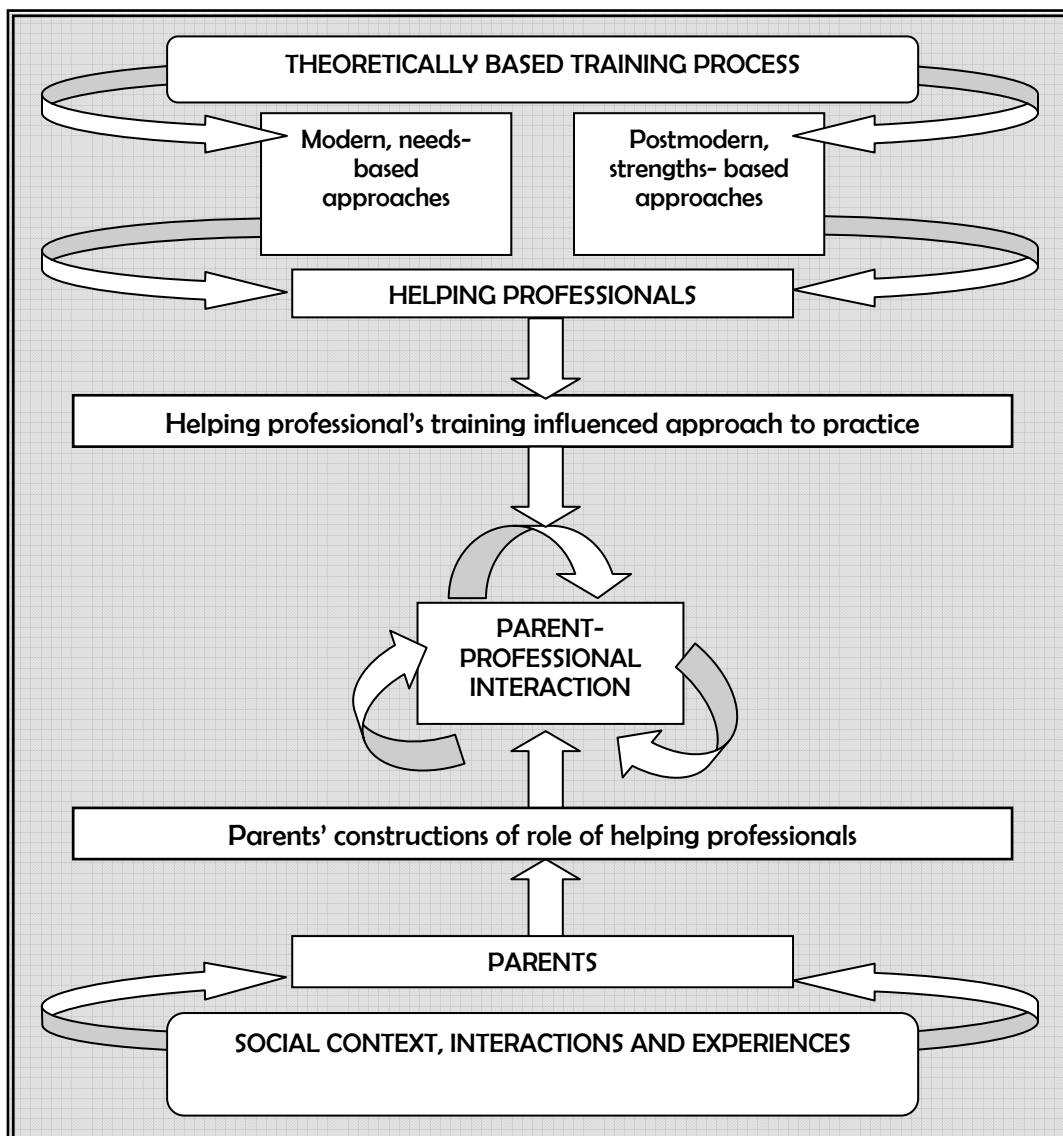 THEORETICALLY BASED TRAINING PROCESS
Modern, needs-
based
approaches
Postmodern,
strengths- based
approaches
HELPING PROFESSIONALS
Helping professional’s training influenced approach to practice
PARENT-
PROFESSIONAL
INTERACTION
Parents’ constructions of role of helping professionals
PARENTS
SOCIAL CONTEXT, INTERACTIONS AND EXPERIENCES